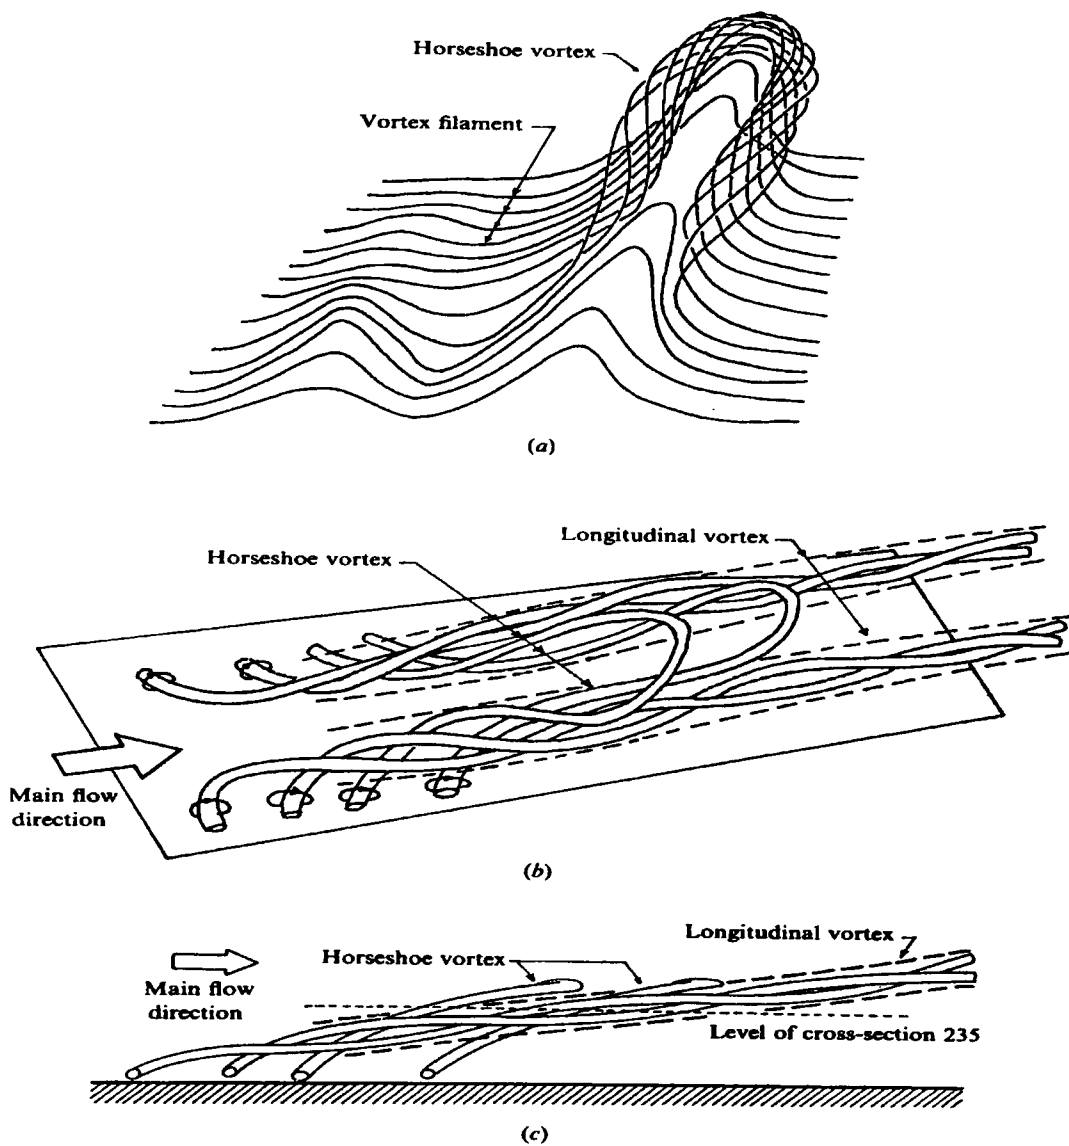 Horseshoe vortex
Vortex filament
(a)
Longitudinal vortex
Horseshoe vortex
Main flow
direction
(b)
Longitudinal vortex
Horseshoe vortex
Main flow
direction
Level of cross-section 235
(c)